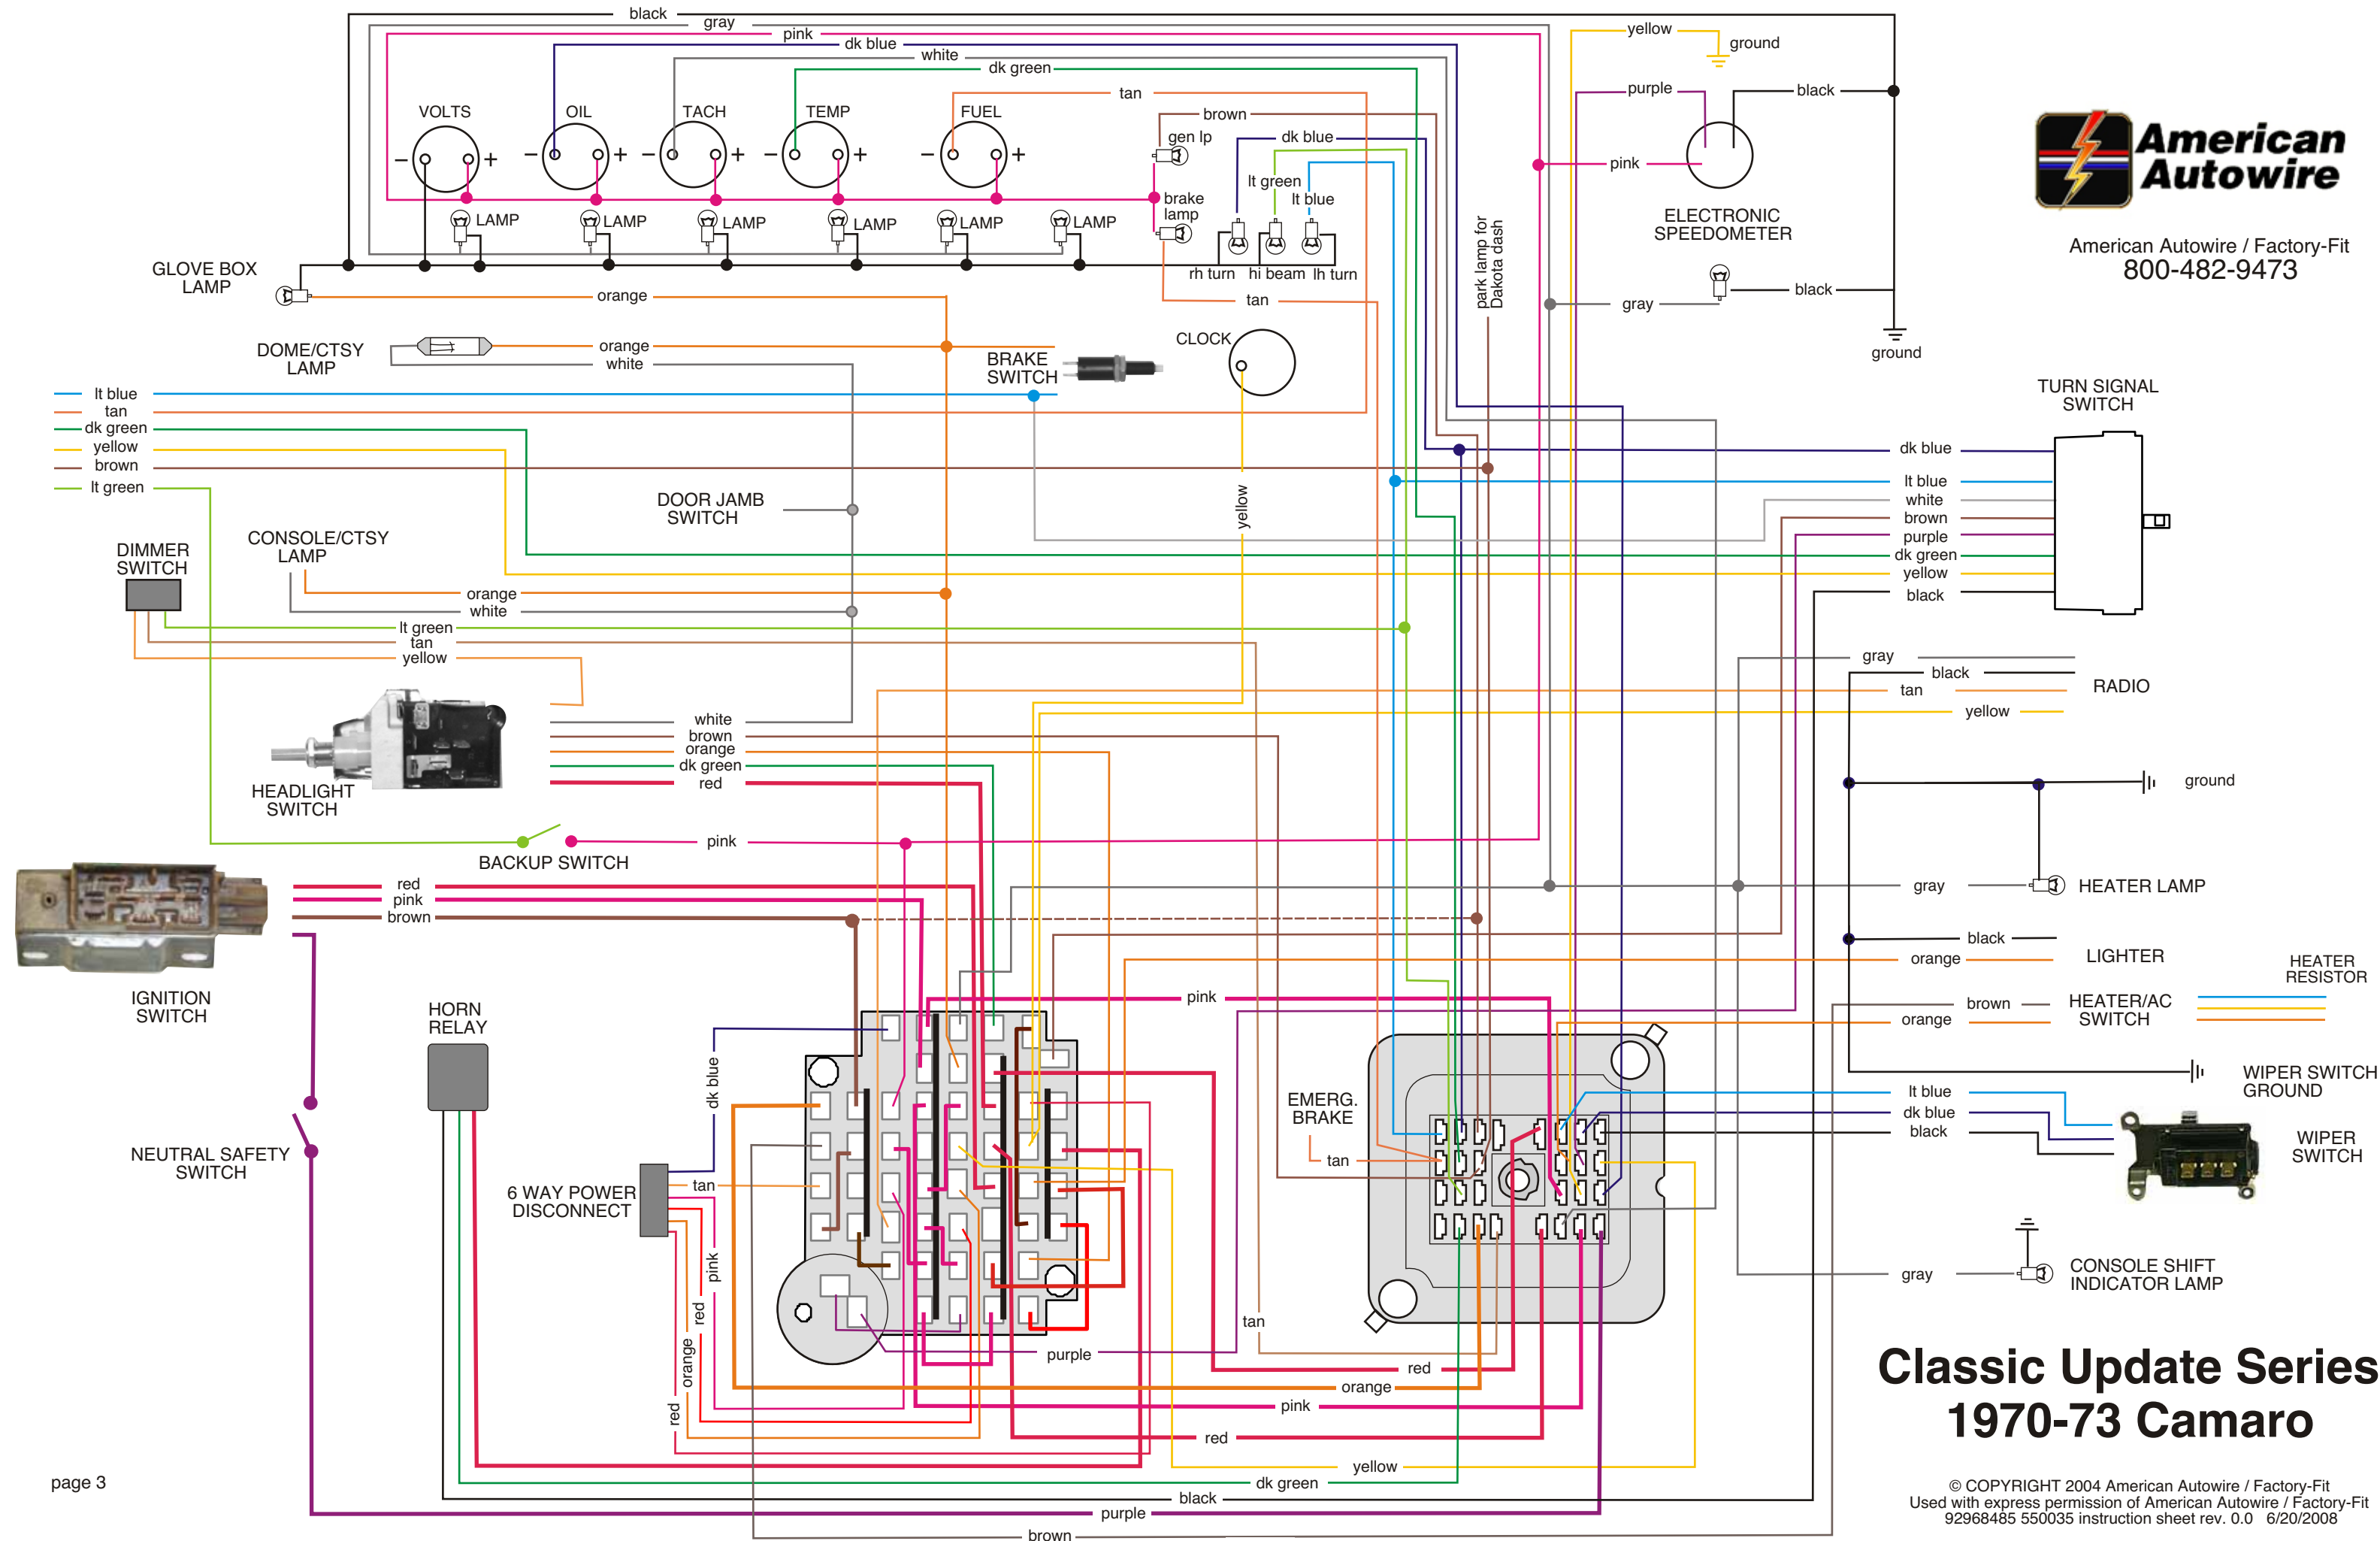 black
gray
pink
dk blue
white
dk green
tan
brown
gen lp
dk blue
lt green
lt blue
brake
lamp
VOLTS
OIL
TACH
TEMP
FUEL
− +
− +
− +
− +
− +
LAMP
LAMP
LAMP
LAMP
LAMP
LAMP
rh turn
hi beam
lh turn
tan
park lamp for
Dakota dash
yellow
ground
purple
black
pink
ELECTRONIC
SPEEDOMETER
gray
black
ground
American
Autowire
American Autowire / Factory-Fit
800-482-9473
GLOVE BOX
LAMP
orange
DOME/CTSY
LAMP
orange
white
BRAKE
SWITCH
CLOCK
yellow
lt blue
tan
dk green
yellow
brown
lt green
DOOR JAMB
SWITCH
TURN SIGNAL
SWITCH
dk blue
lt blue
white
brown
purple
dk green
yellow
black
DIMMER
SWITCH
CONSOLE/CTSY
LAMP
orange
white
lt green
tan
yellow
gray
black
tan
yellow
RADIO
white
brown
orange
dk green
red
HEADLIGHT
SWITCH
ground
pink
BACKUP SWITCH
red
pink
brown
gray
HEATER LAMP
black
orange
LIGHTER
HEATER
RESISTOR
IGNITION
SWITCH
HORN
RELAY
pink
brown
orange
HEATER/AC
SWITCH
dk blue
EMERG.
BRAKE
tan
WIPER SWITCH
GROUND
lt blue
dk blue
black
WIPER
SWITCH
NEUTRAL SAFETY
SWITCH
6 WAY POWER
DISCONNECT
tan
pink
red
orange
red
gray
CONSOLE SHIFT
INDICATOR LAMP
tan
purple
red
orange
pink
red
yellow
dk green
black
purple
brown
Classic Update Series
1970-73 Camaro
page 3
© COPYRIGHT 2004 American Autowire / Factory-Fit
Used with express permission of American Autowire / Factory-Fit
92968485 550035 instruction sheet rev. 0.0 6/20/2008